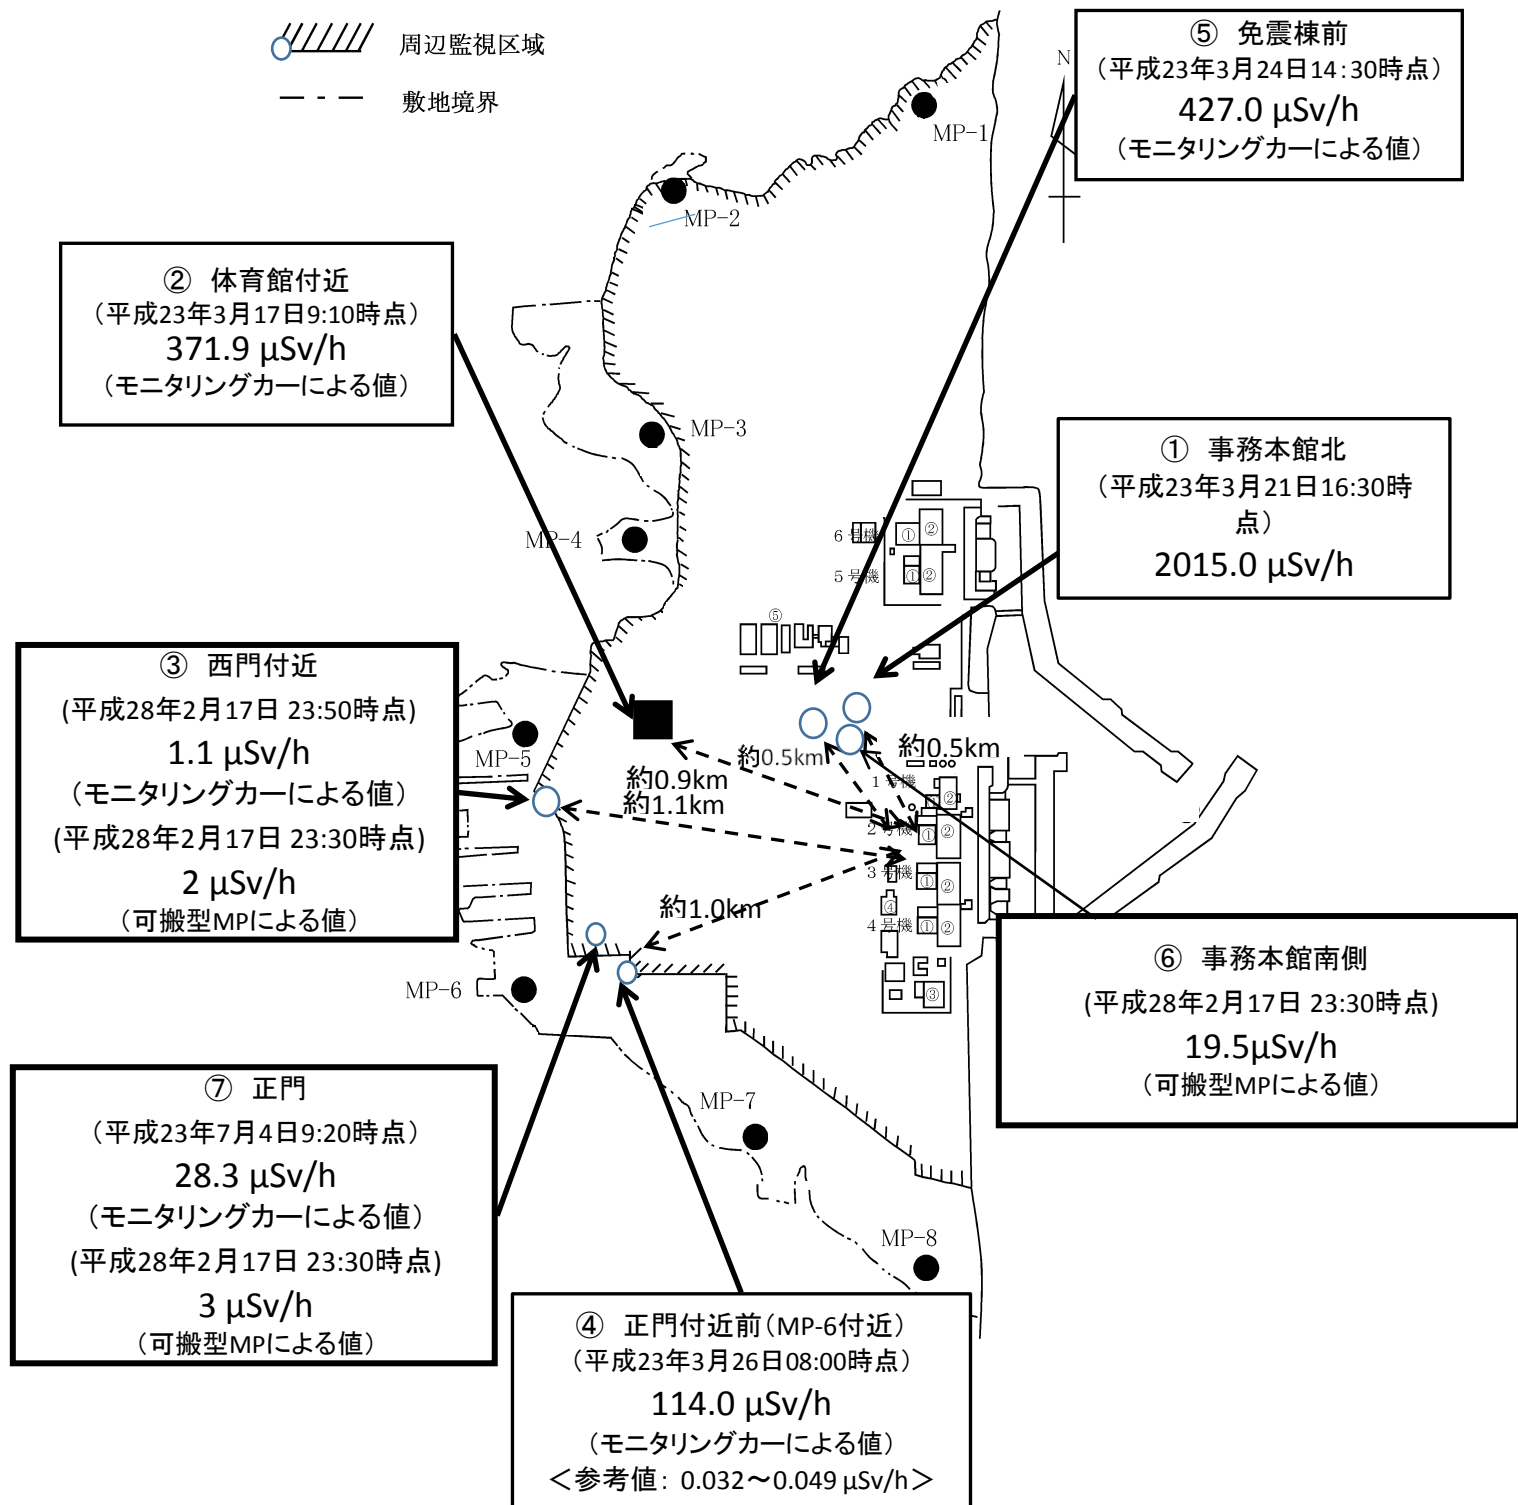 周辺監視区域
敷地境界
N
⑤ 免震棟前
（平成23年3月24日14:30時点）
427.0 μSv/h
（モニタリングカーによる値）
MP-1
MP-2
② 体育館付近
（平成23年3月17日9:10時点）
371.9 μSv/h
（モニタリングカーによる値）
MP-3
① 事務本館北
（平成23年3月21日16:30時
点）
2015.0 μSv/h
MP-4
6号機
①
②
5号機
①
②
⑤
③ 西門付近
(平成28年2月17日 23:50時点)
1.1 μSv/h
（モニタリングカーによる値）
(平成28年2月17日 23:30時点)
2 μSv/h
（可搬型MPによる値）
MP-5
約0.5km
約0.5km
約0.9km
約1.1km
約1.0km
1号機
①
②
2号機
①
②
3号機
①
②
④
4号機
①
②
③
MP-6
⑥ 事務本館南側
(平成28年2月17日 23:30時点)
19.5μSv/h
（可搬型MPによる値）
⑦ 正門
（平成23年7月4日9:20時点）
28.3 μSv/h
（モニタリングカーによる値）
(平成28年2月17日 23:30時点)
3 μSv/h
（可搬型MPによる値）
MP-7
MP-8
④ 正門付近前（MP-6付近）
（平成23年3月26日08:00時点）
114.0 μSv/h
（モニタリングカーによる値）
＜参考値：0.032～0.049 μSv/h＞